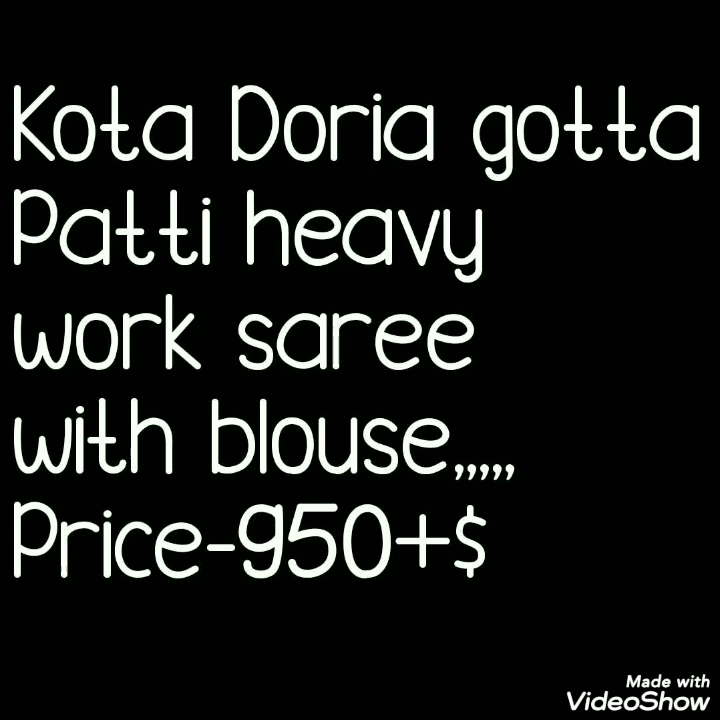 Kota Doria gotta
Patti heavy
work saree
with blouse,,,,,
Price-950+$
Made with
VideoShow